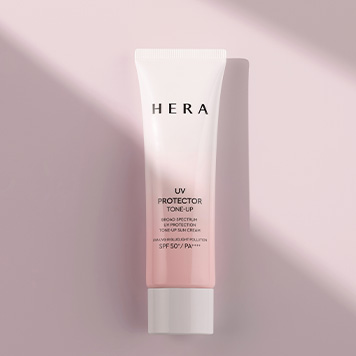 HERA
UV
PROTECTOR
TONE-UP
BROAD SPECTRUM
UV PROTECTION
TONE-UP SUN CREAM
SPF 50+/ PA++++